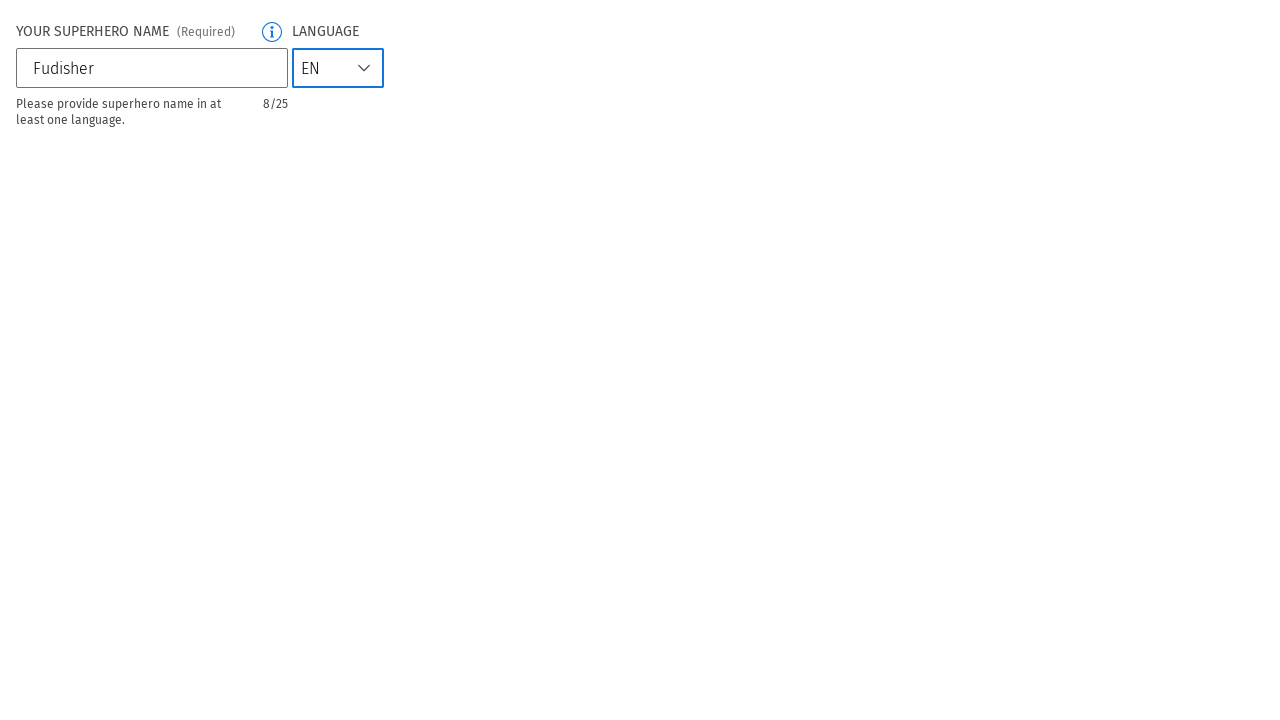 YOUR SUPERHERO NAME (Required) LANGUAGE
Fudisher EN
Please provide superhero name in at 8/25
least one language.